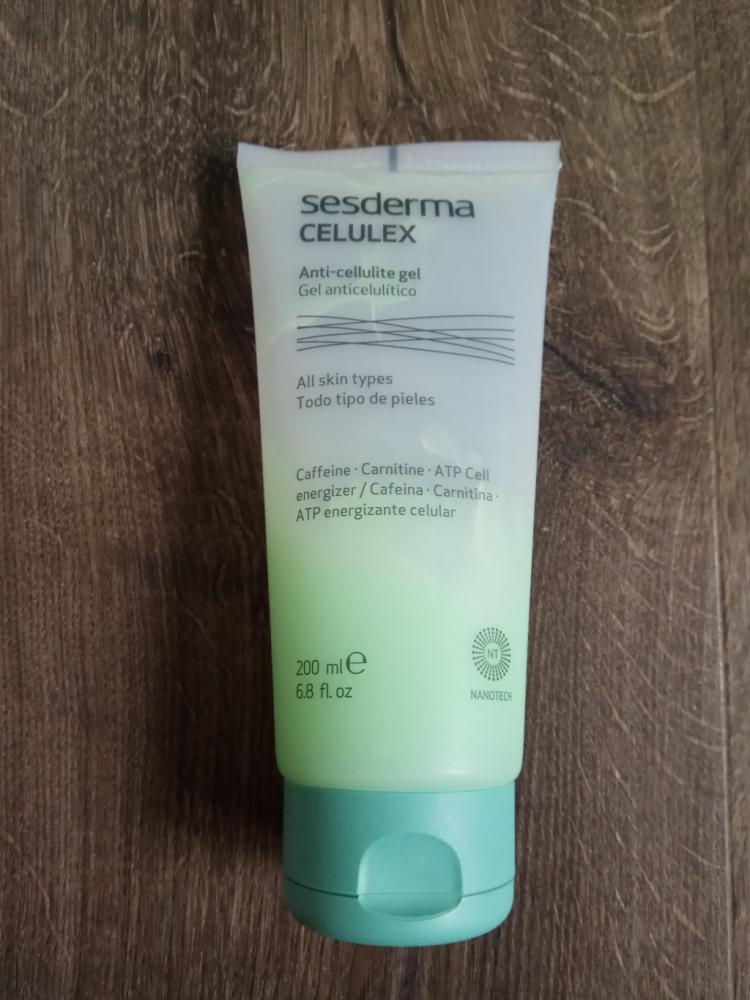 sesderma
CELULEX
Anti-cellulite gel
Gel anticelulítico
All skin types
Todo tipo de pieles
Caffeine · Carnitine · ATP Cell
energizer / Cafeina · Carnitina ·
ATP energizante celular
200 ml e
6.8 fl. oz
NT
NANOTECH